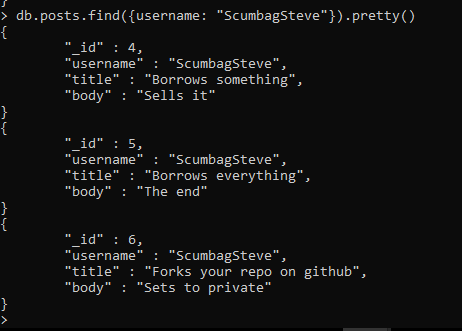 }
> db.posts.find({username: "ScumbagSteve"}).pretty()
{
"_id" : 4,
"username" : "ScumbagSteve",
"title" : "Borrows something",
"body" : "Sells it"
}
{
"_id" : 5,
"username" : "ScumbagSteve",
"title" : "Borrows everything",
"body" : "The end"
}
{
"_id" : 6,
"username" : "ScumbagSteve",
"title" : "Forks your repo on github",
"body" : "Sets to private"
}
>